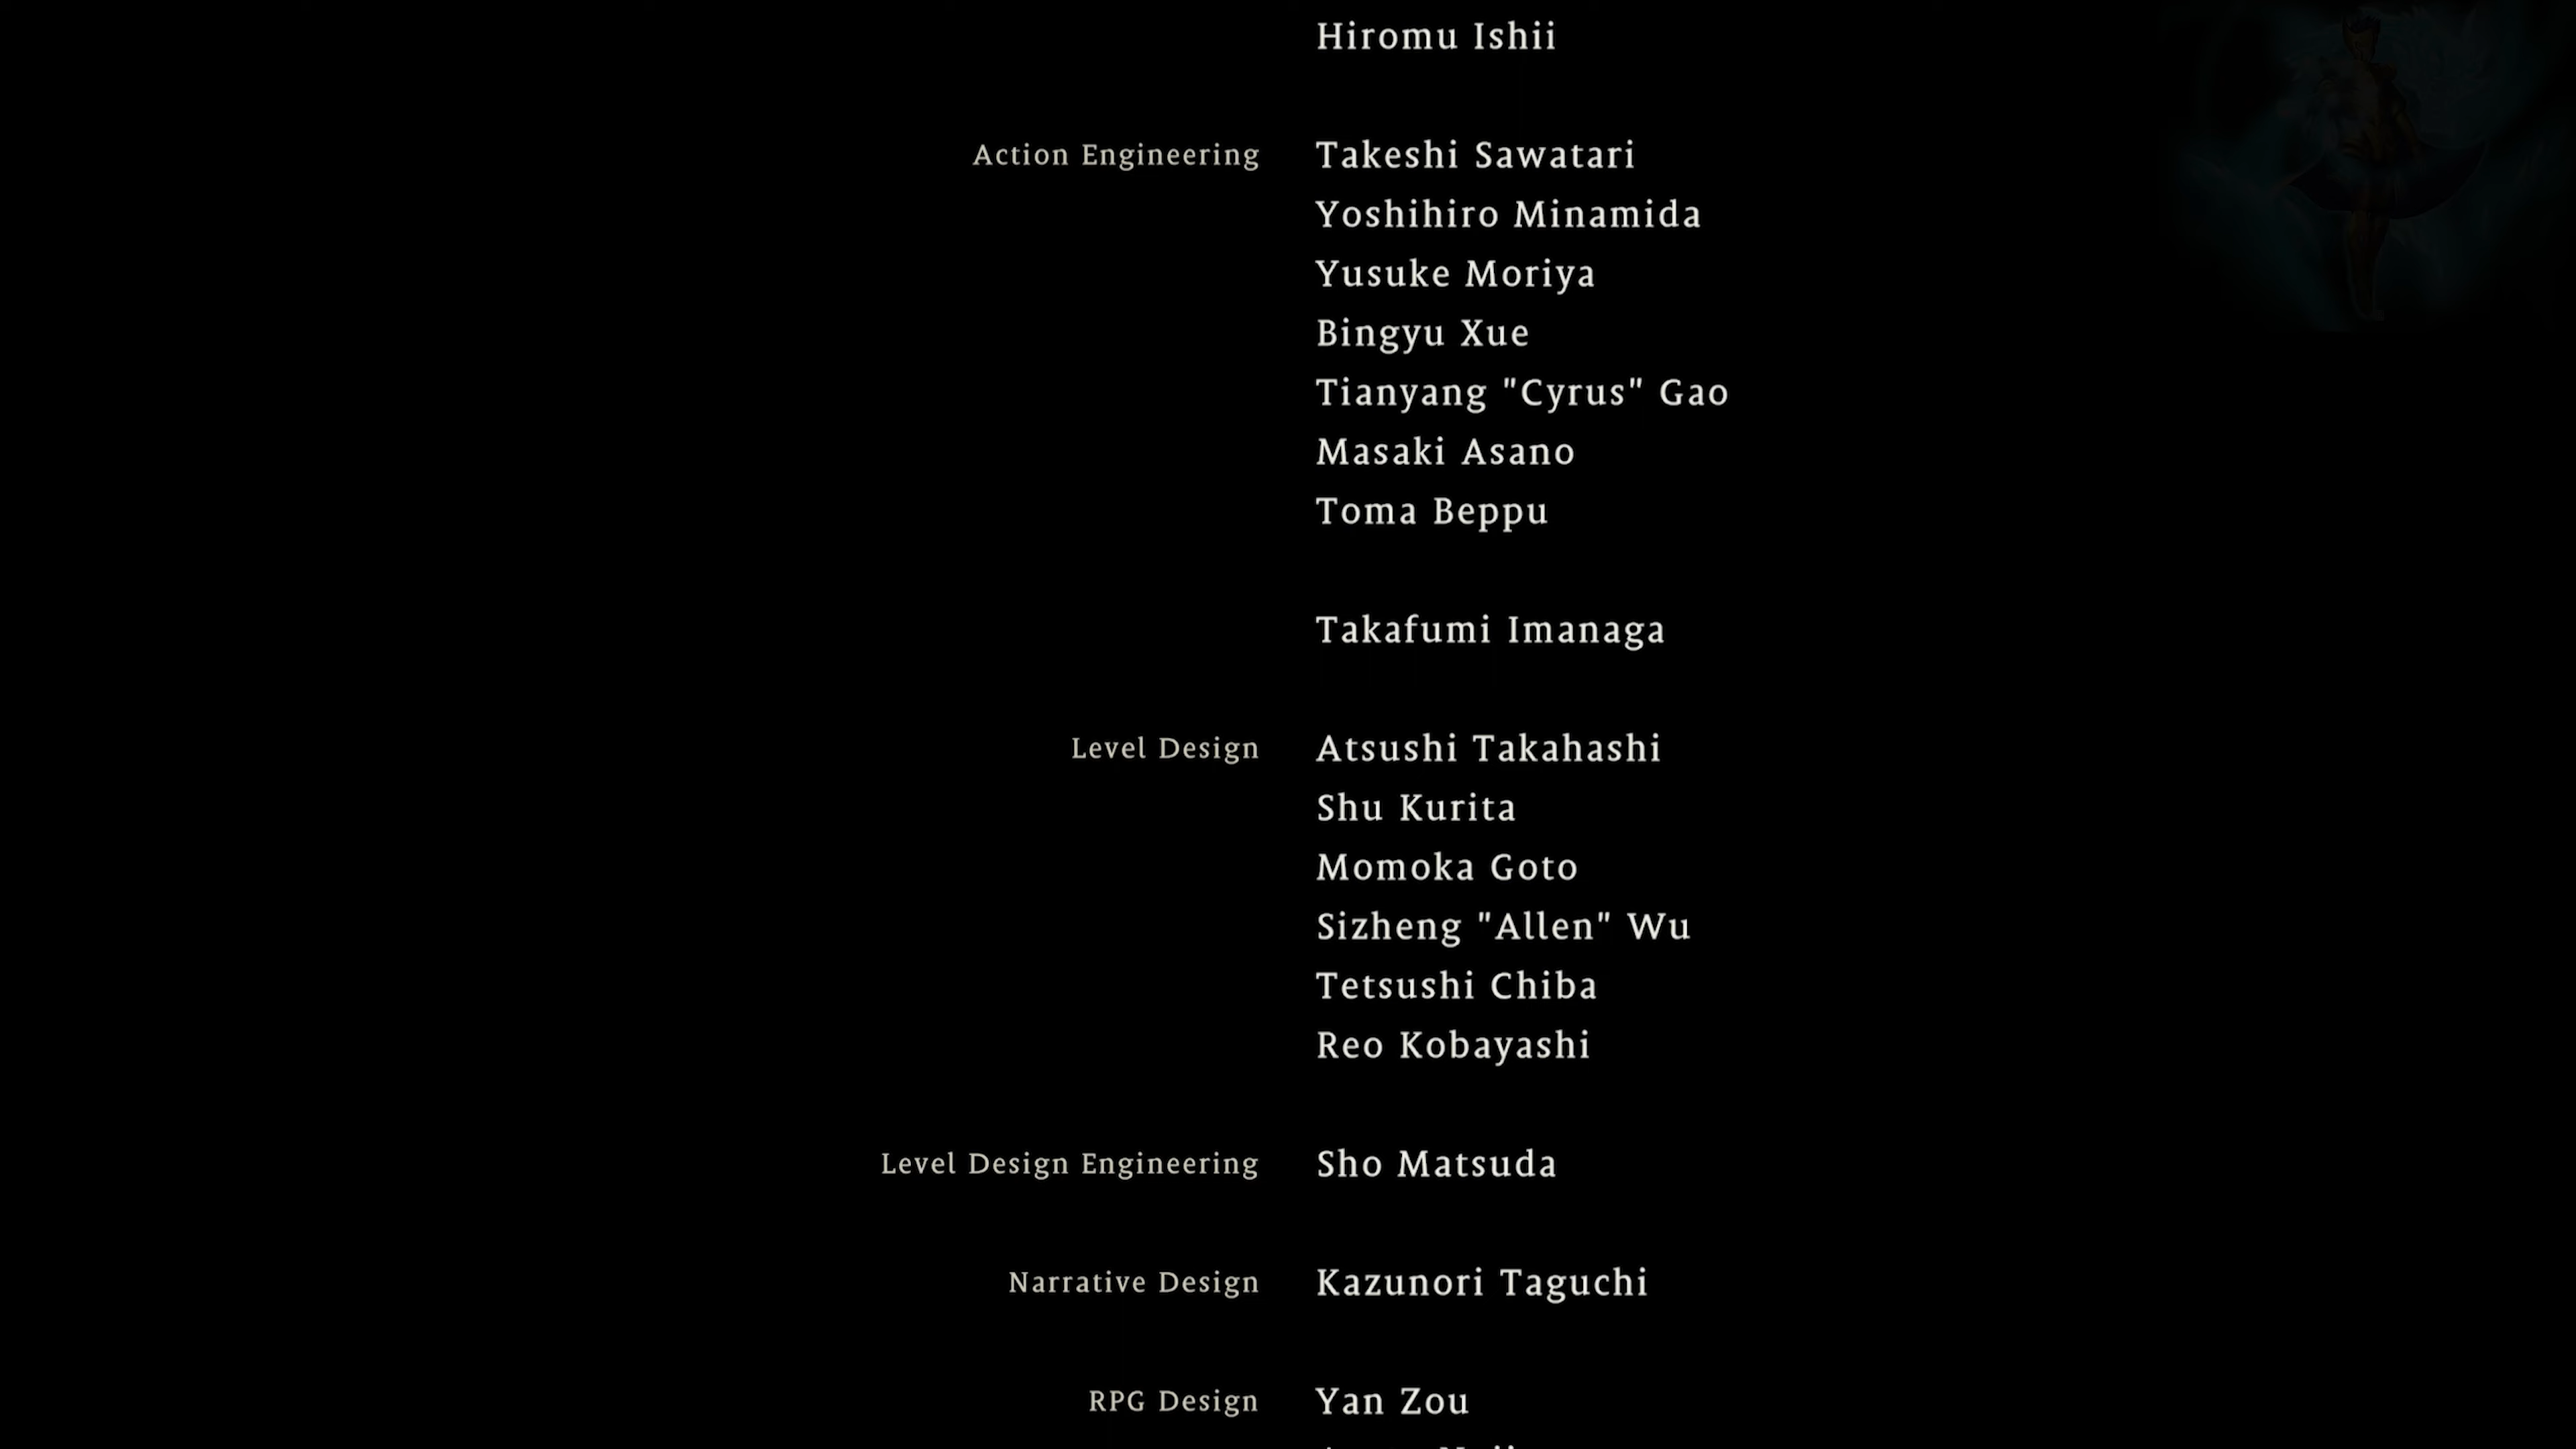 Hiromu Ishii
Action Engineering Takeshi Sawatari
Yoshihiro Minamida
Yusuke Moriya
Bingyu Xue
Tianyang "Cyrus" Gao
Masaki Asano
Toma Beppu
Takafumi Imanaga
Level Design Atsushi Takahashi
Shu Kurita
Momoka Goto
Sizheng "Allen" Wu
Tetsushi Chiba
Reo Kobayashi
Level Design Engineering Sho Matsuda
Narrative Design Kazunori Taguchi
RPG Design Yan Zou